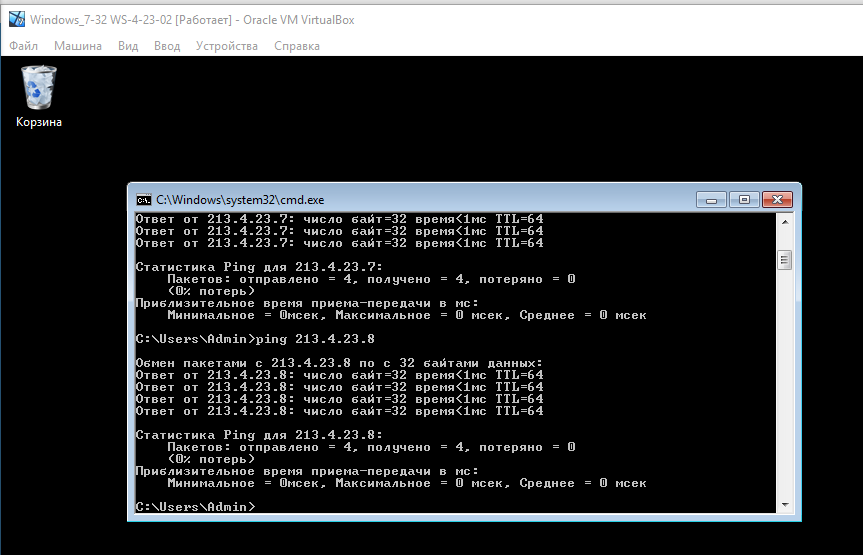 Windows_7-32 WS-4-23-02 [Работает] - Oracle VM VirtualBox
Файл Машина Вид Ввод Устройства Справка
Корзина
C:\Windows\system32\cmd.exe
Ответ от 213.4.23.7: число байт=32 время<1мс TTL=64
Ответ от 213.4.23.7: число байт=32 время<1мс TTL=64
Ответ от 213.4.23.7: число байт=32 время<1мс TTL=64
Статистика Ping для 213.4.23.7:
Пакетов: отправлено = 4, получено = 4, потеряно = 0
(0% потерь)
Приблизительное время приема-передачи в мс:
Минимальное = 0мсек, Максимальное = 0 мсек, Среднее = 0 мсек
C:\Users\Admin>ping 213.4.23.8
Обмен пакетами с 213.4.23.8 по с 32 байтами данных:
Ответ от 213.4.23.8: число байт=32 время<1мс TTL=64
Ответ от 213.4.23.8: число байт=32 время<1мс TTL=64
Ответ от 213.4.23.8: число байт=32 время<1мс TTL=64
Ответ от 213.4.23.8: число байт=32 время<1мс TTL=64
Статистика Ping для 213.4.23.8:
Пакетов: отправлено = 4, получено = 4, потеряно = 0
(0% потерь)
Приблизительное время приема-передачи в мс:
Минимальное = 0мсек, Максимальное = 0 мсек, Среднее = 0 мсек
C:\Users\Admin>